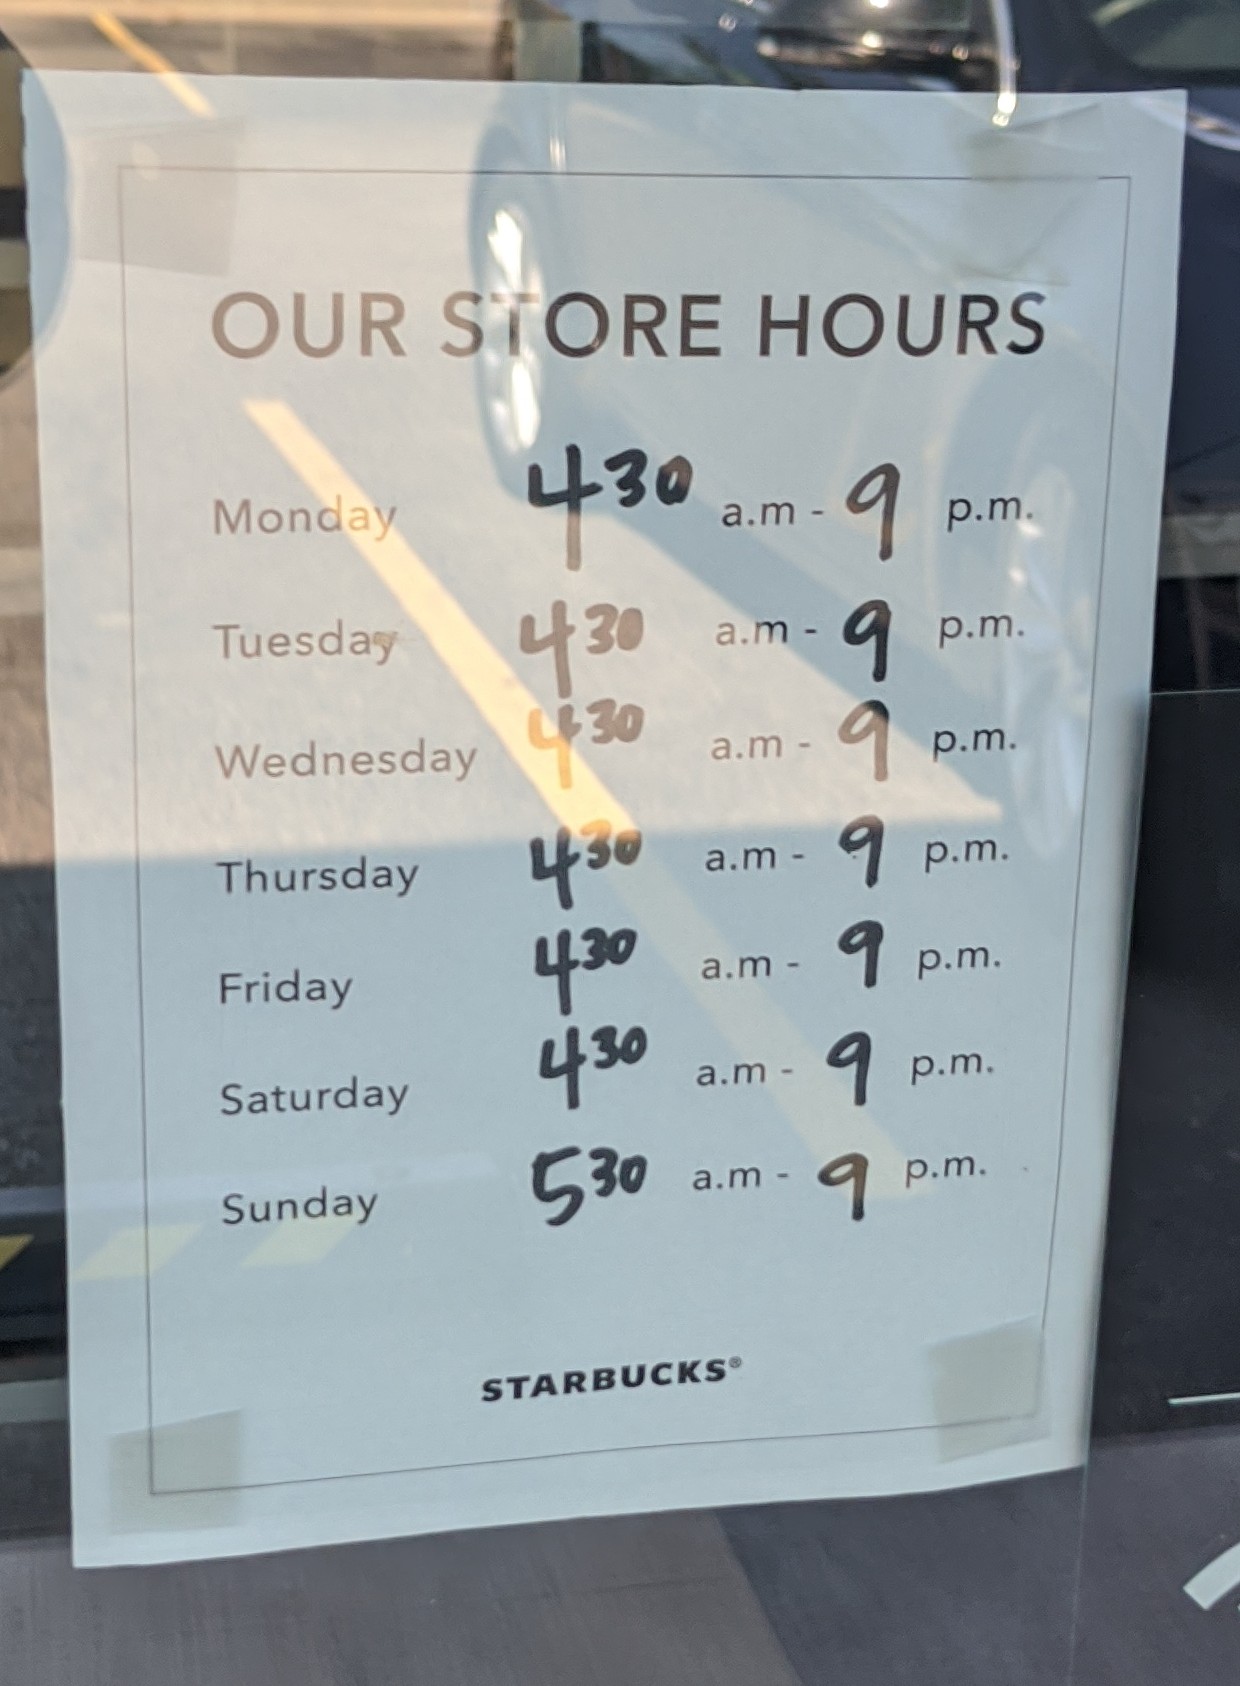 OUR STORE HOURS
Monday 430 a.m - 9 p.m.
Tuesday 430 a.m - 9 p.m.
Wednesday 430 a.m - 9 p.m.
Thursday 430 a.m - 9 p.m.
Friday 430 a.m - 9 p.m.
Saturday 430 a.m - 9 p.m.
Sunday 530 a.m - 9 p.m.
STARBUCKS®